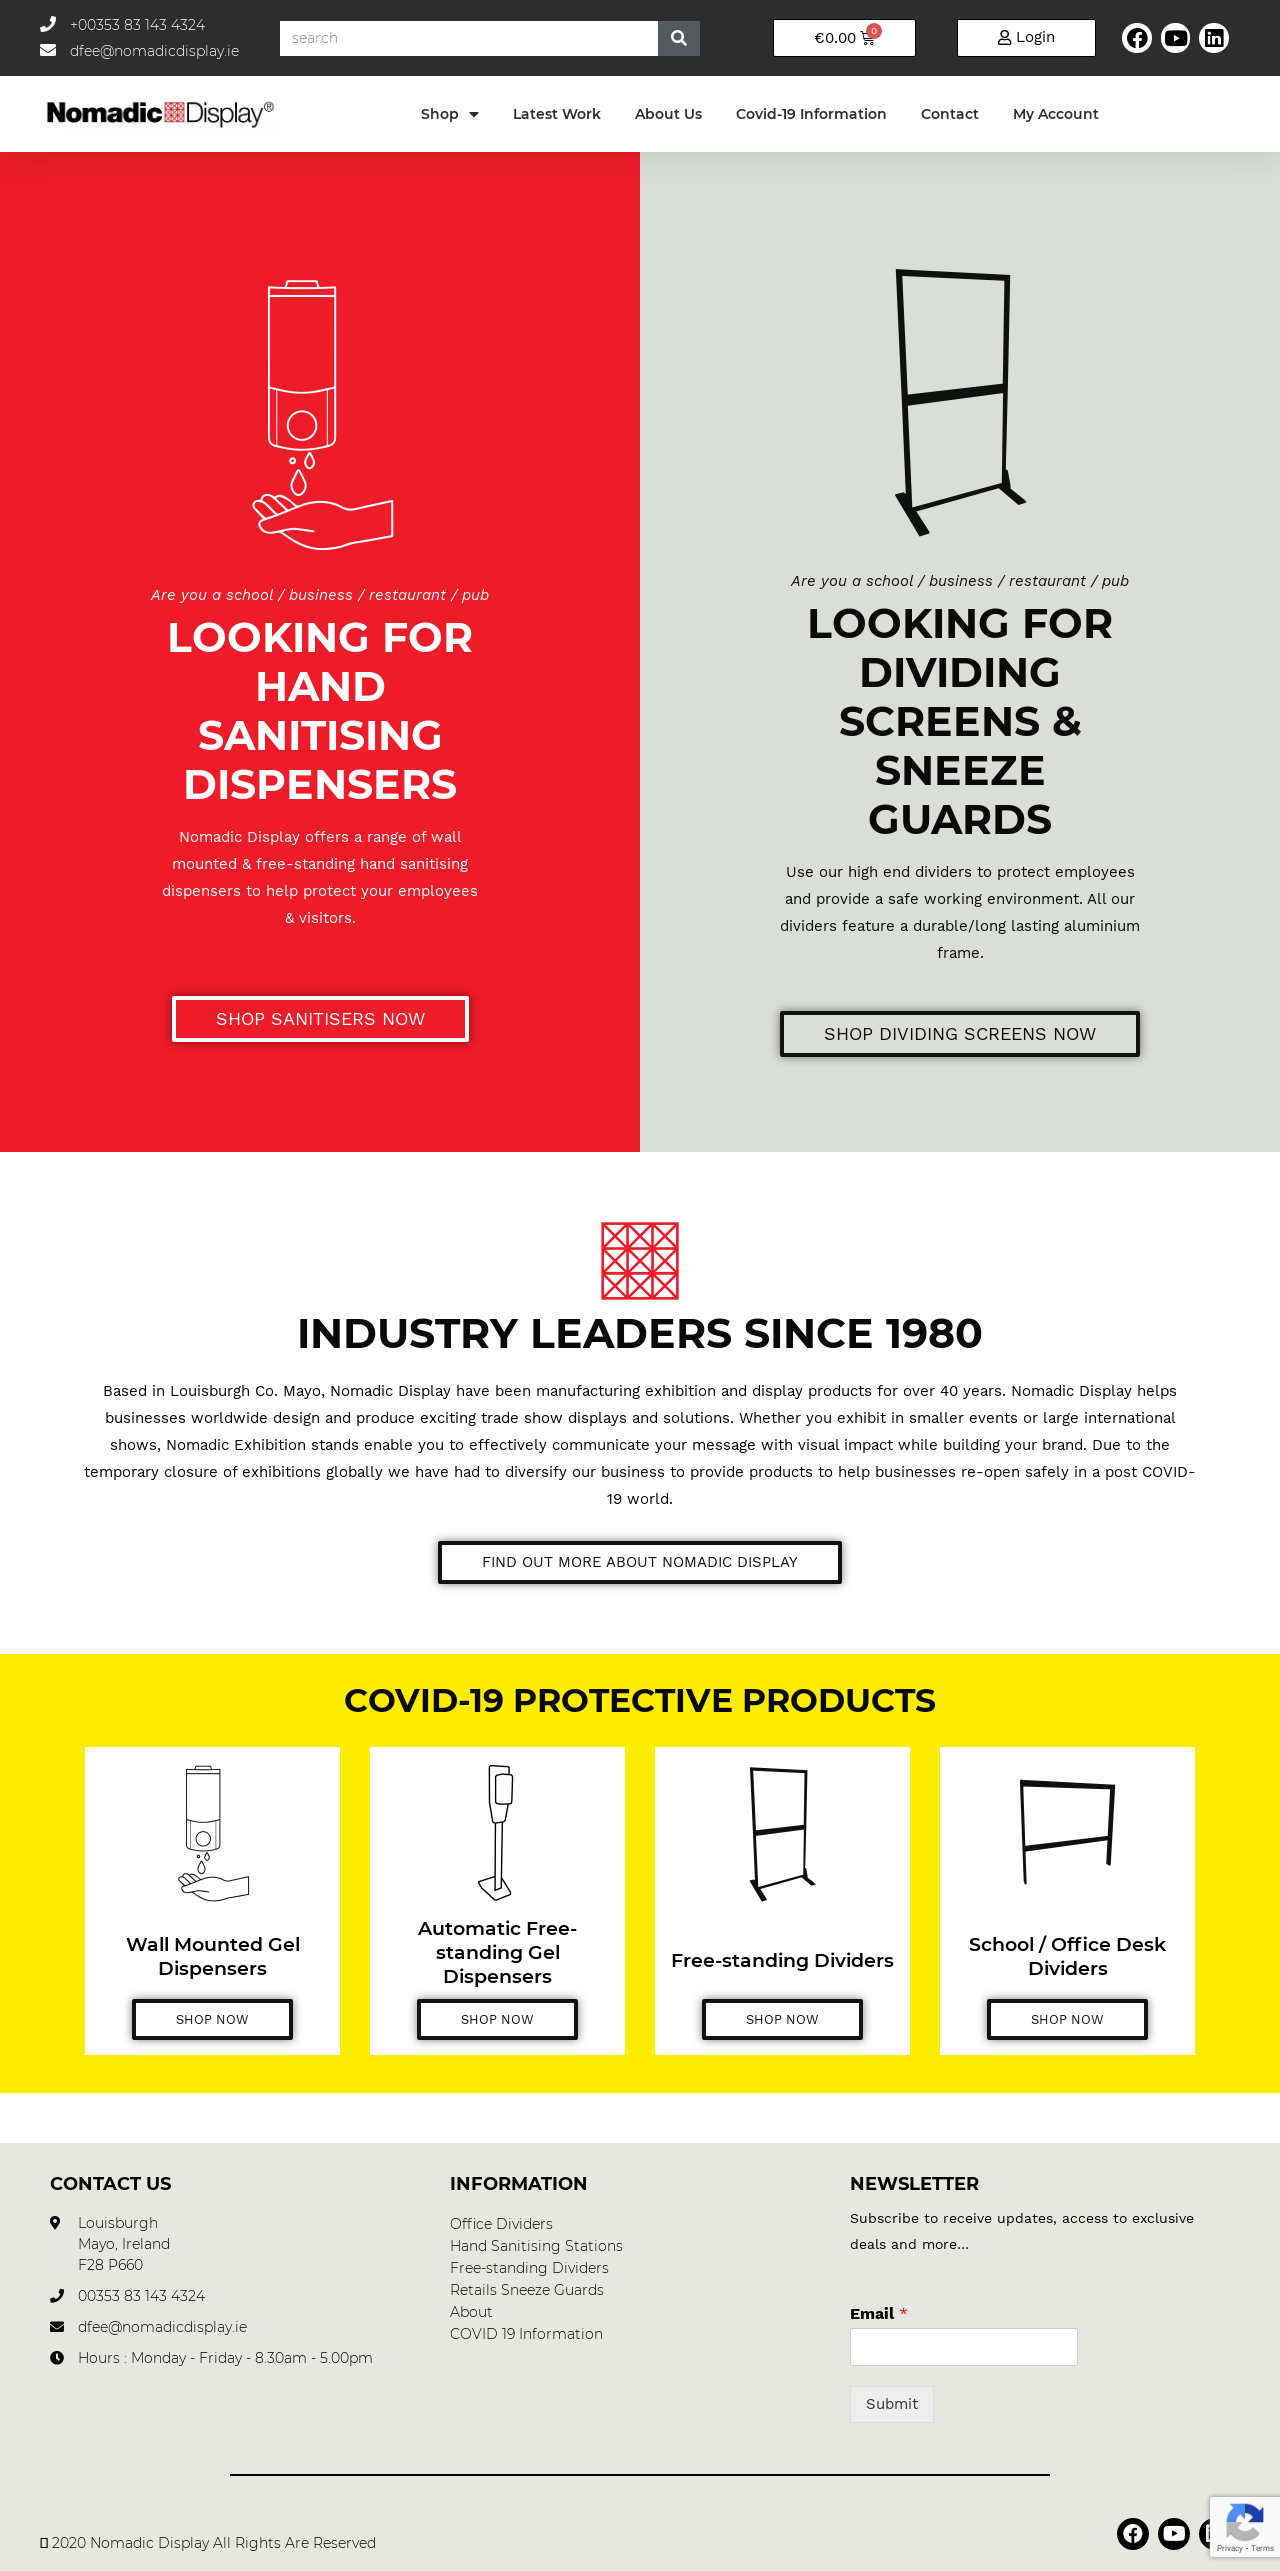 +00353 83 143 4324
dfee@nomadicdisplay.ie
search
€0.00
0
Login
Nomadic Display®
Shop
Latest Work
About Us
Covid-19 Information
Contact
My Account
Are you a school / business / restaurant / pub
LOOKING FOR
HAND
SANITISING
DISPENSERS
Nomadic Display offers a range of wall
mounted & free-standing hand sanitising
dispensers to help protect your employees
& visitors.
SHOP SANITISERS NOW
Are you a school / business / restaurant / pub
LOOKING FOR
DIVIDING
SCREENS &
SNEEZE
GUARDS
Use our high end dividers to protect employees
and provide a safe working environment. All our
dividers feature a durable/long lasting aluminium
frame.
SHOP DIVIDING SCREENS NOW
INDUSTRY LEADERS SINCE 1980
Based in Louisburgh Co. Mayo, Nomadic Display have been manufacturing exhibition and display products for over 40 years. Nomadic Display helps
businesses worldwide design and produce exciting trade show displays and solutions. Whether you exhibit in smaller events or large international
shows, Nomadic Exhibition stands enable you to effectively communicate your message with visual impact while building your brand. Due to the
temporary closure of exhibitions globally we have had to diversify our business to provide products to help businesses re-open safely in a post COVID-
19 world.
FIND OUT MORE ABOUT NOMADIC DISPLAY
COVID-19 PROTECTIVE PRODUCTS
Wall Mounted Gel
Dispensers
SHOP NOW
Automatic Free-
standing Gel
Dispensers
SHOP NOW
Free-standing Dividers
SHOP NOW
School / Office Desk
Dividers
SHOP NOW
CONTACT US
Louisburgh
Mayo, Ireland
F28 P660
00353 83 143 4324
dfee@nomadicdisplay.ie
Hours : Monday - Friday - 8.30am - 5.00pm
INFORMATION
Office Dividers
Hand Sanitising Stations
Free-standing Dividers
Retails Sneeze Guards
About
COVID 19 Information
NEWSLETTER
Subscribe to receive updates, access to exclusive
deals and more...
Email *
Submit
2020 Nomadic Display All Rights Are Reserved
Privacy - Terms